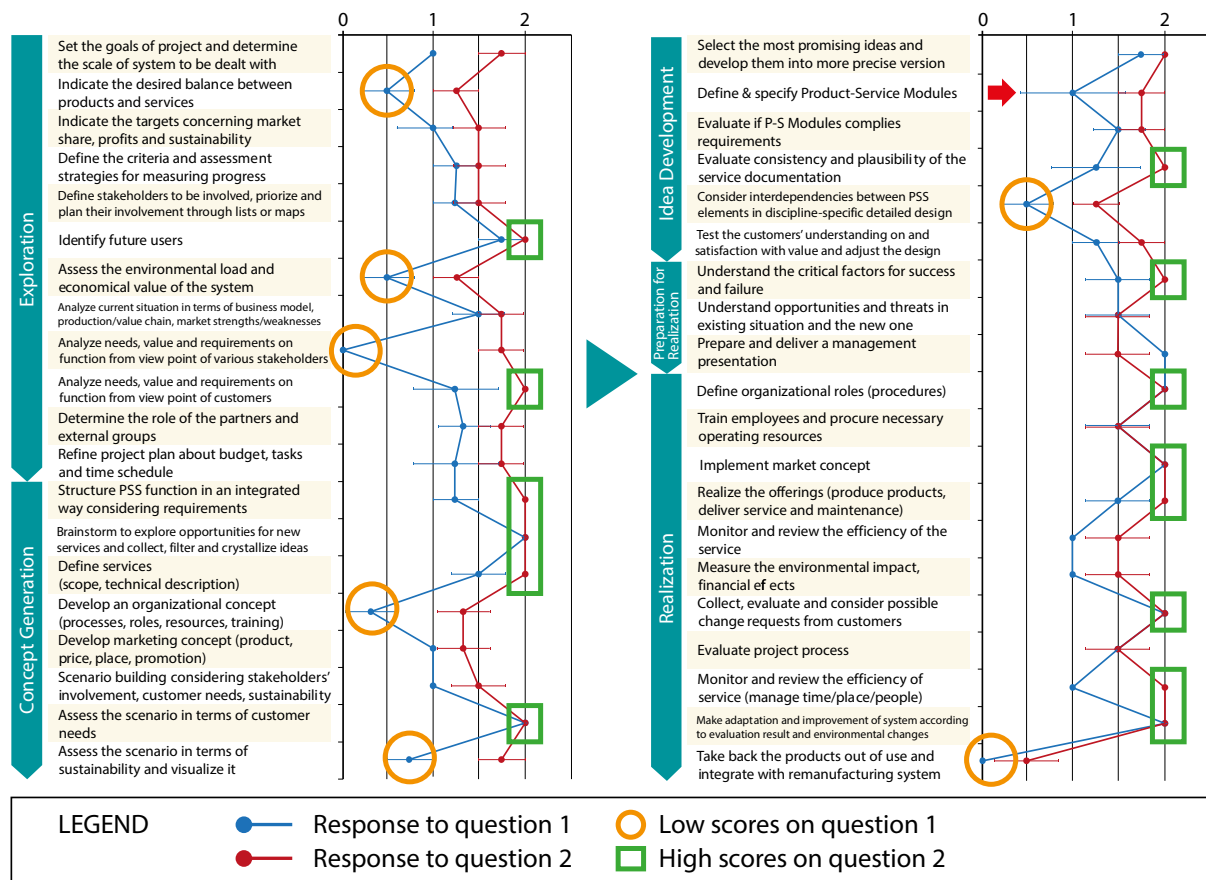 0 1 2
Exploration
Set the goals of project and determine
the scale of system to be dealt with
Indicate the desired balance between
products and services
Indicate the targets concerning market
share, profits and sustainability
Define the criteria and assessment
strategies for measuring progress
Define stakeholders to be involved, priorize and
plan their involvement through lists or maps
Identify future users
Assess the environmental load and
economical value of the system
Analyze current situation in terms of business model,
production/value chain, market strengths/weaknesses
Analyze needs, value and requirements on
function from view point of various stakeholders
Analyze needs, value and requirements on
function from view point of customers
Determine the role of the partners and
external groups
Refine project plan about budget, tasks
and time schedule
Concept Generation
Structure PSS function in an integrated
way considering requirements
Brainstorm to explore opportunities for new
services and collect, filter and crystallize ideas
Define services
(scope, technical description)
Develop an organizational concept
(processes, roles, resources, training)
Develop marketing concept (product,
price, place, promotion)
Scenario building considering stakeholders'
involvement, customer needs, sustainability
Assess the scenario in terms of customer
needs
Assess the scenario in terms of
sustainability and visualize it
0 1 2
Idea Development
Select the most promising ideas and
develop them into more precise version
Define & specify Product-Service Modules
Evaluate if P-S Modules complies
requirements
Evaluate consistency and plausibility of the
service documentation
Consider interdependencies between PSS
elements in discipline-specific detailed design
Test the customers' understanding on and
satisfaction with value and adjust the design
Preparation for
Realization
Understand the critical factors for success
and failure
Understand opportunities and threats in
existing situation and the new one
Prepare and deliver a management
presentation
Realization
Define organizational roles (procedures)
Train employees and procure necessary
operating resources
Implement market concept
Realize the offerings (produce products,
deliver service and maintenance)
Monitor and review the efficiency of the
service
Measure the environmental impact,
financial ef ects
Collect, evaluate and consider possible
change requests from customers
Evaluate project process
Monitor and review the efficiency of
service (manage time/place/people)
Make adaptation and improvement of system according
to evaluation result and environmental changes
Take back the products out of use and
integrate with remanufacturing system
LEGEND
Response to question 1
Response to question 2
Low scores on question 1
High scores on question 2